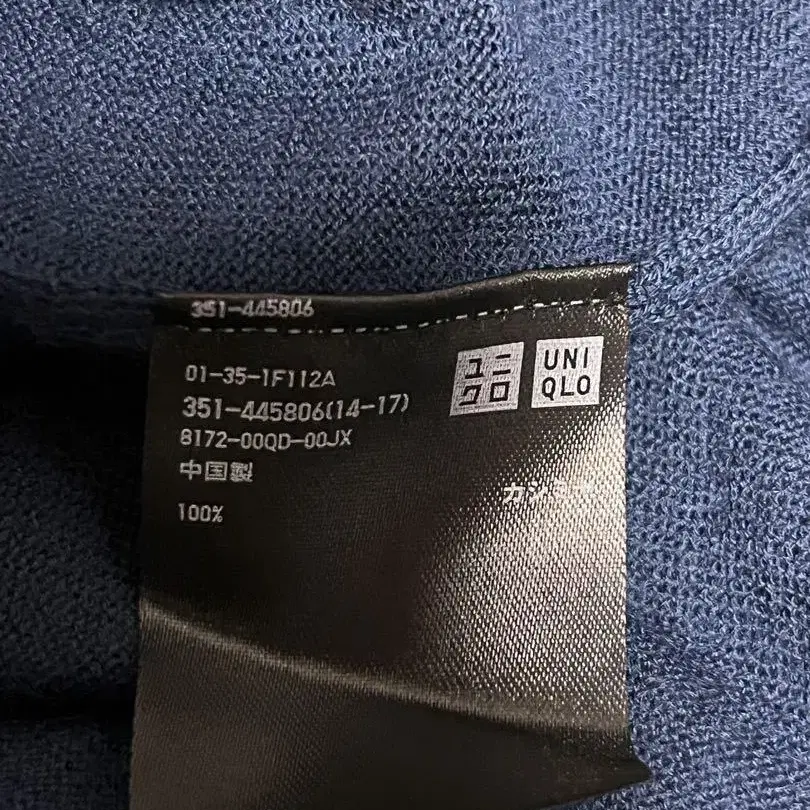 351-445806
ユニ
クロ
UNI
QLO
01-35-1F112A
351-445806(14-17)
8172-00QD-00JX
中国製
100%